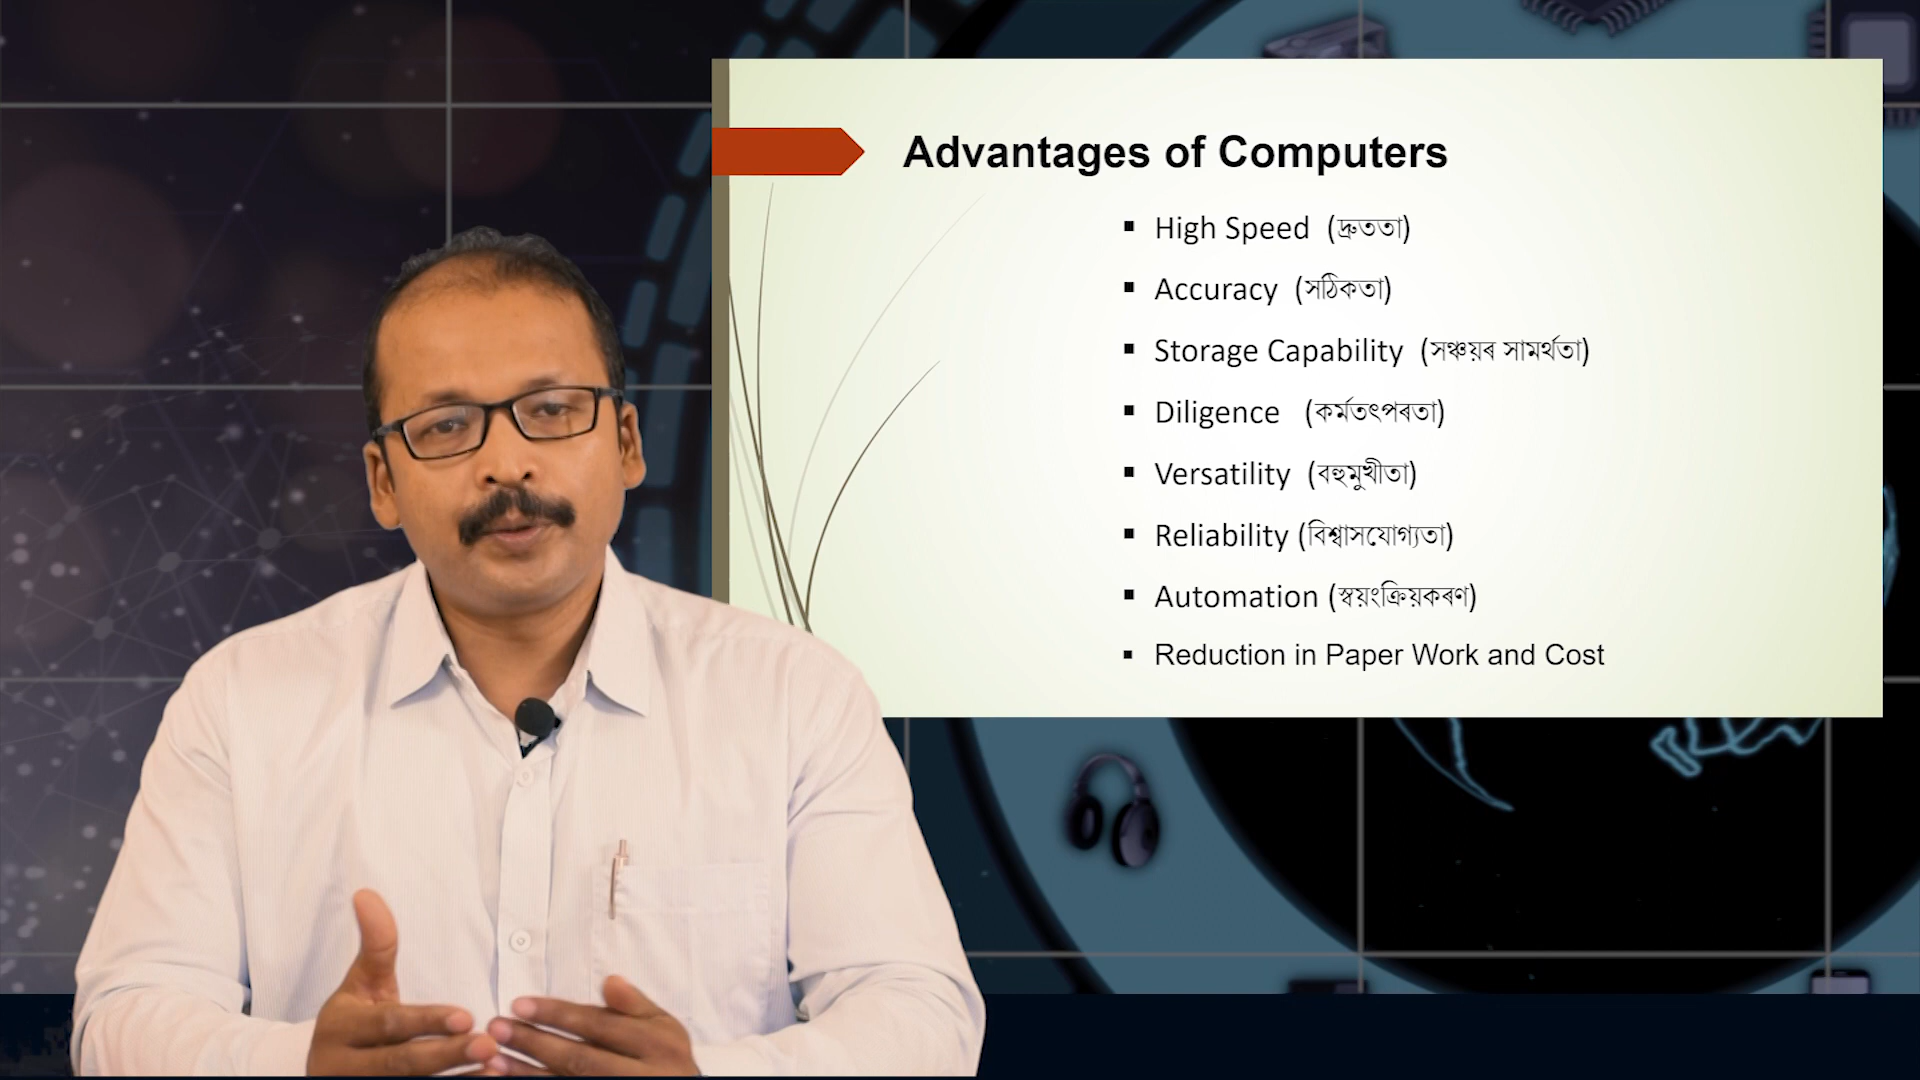 Advantages of Computers
▪ High Speed (দ্ৰুততা)
▪ Accuracy (সঠিকতা)
▪ Storage Capability (সঞ্চয়ৰ সামৰ্থতা)
▪ Diligence (কৰ্মতৎপৰতা)
▪ Versatility (বহুমুখীতা)
▪ Reliability (বিশ্বাসযোগ্যতা)
▪ Automation (স্বয়ংক্ৰিয়কৰণ)
▪ Reduction in Paper Work and Cost